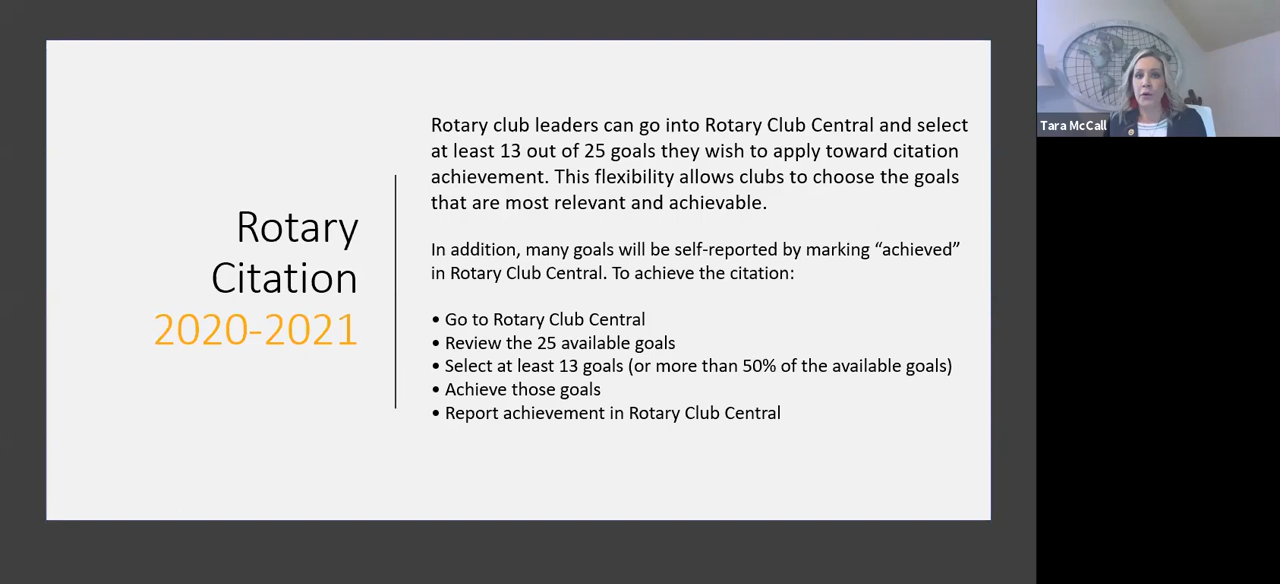 Rotary
Citation
2020-2021
Rotary club leaders can go into Rotary Club Central and select
at least 13 out of 25 goals they wish to apply toward citation
achievement. This flexibility allows clubs to choose the goals
that are most relevant and achievable.
In addition, many goals will be self-reported by marking “achieved”
in Rotary Club Central. To achieve the citation:
• Go to Rotary Club Central
• Review the 25 available goals
• Select at least 13 goals (or more than 50% of the available goals)
• Achieve those goals
• Report achievement in Rotary Club Central
Tara McCall